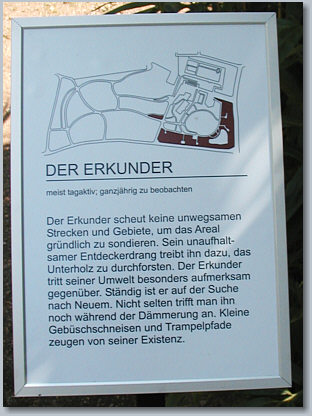 DER ERKUNDER
meist tagaktiv; ganzjährig zu beobachten
Der Erkunder scheut keine unwegsamen
Strecken und Gebiete, um das Areal
gründlich zu sondieren. Sein unaufhalt-
samer Entdeckerdrang treibt ihn dazu, das
Unterholz zu durchforsten. Der Erkunder
tritt seiner Umwelt besonders aufmerksam
gegenüber. Ständig ist er auf der Suche
nach Neuem. Nicht selten trifft man ihn
noch während der Dämmerung an. Kleine
Gebüschschneisen und Trampelpfade
zeugen von seiner Existenz.